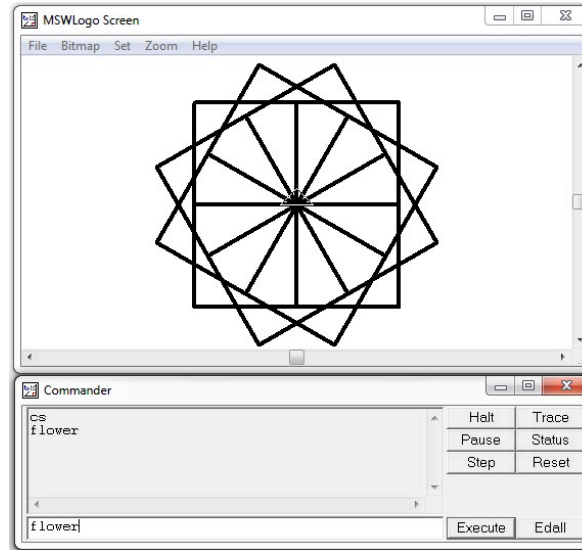 MSWLogo Screen
File Bitmap Set Zoom Help
Commander
cs
flower
Halt Trace
Pause Status
Step Reset
flower
Execute Edall